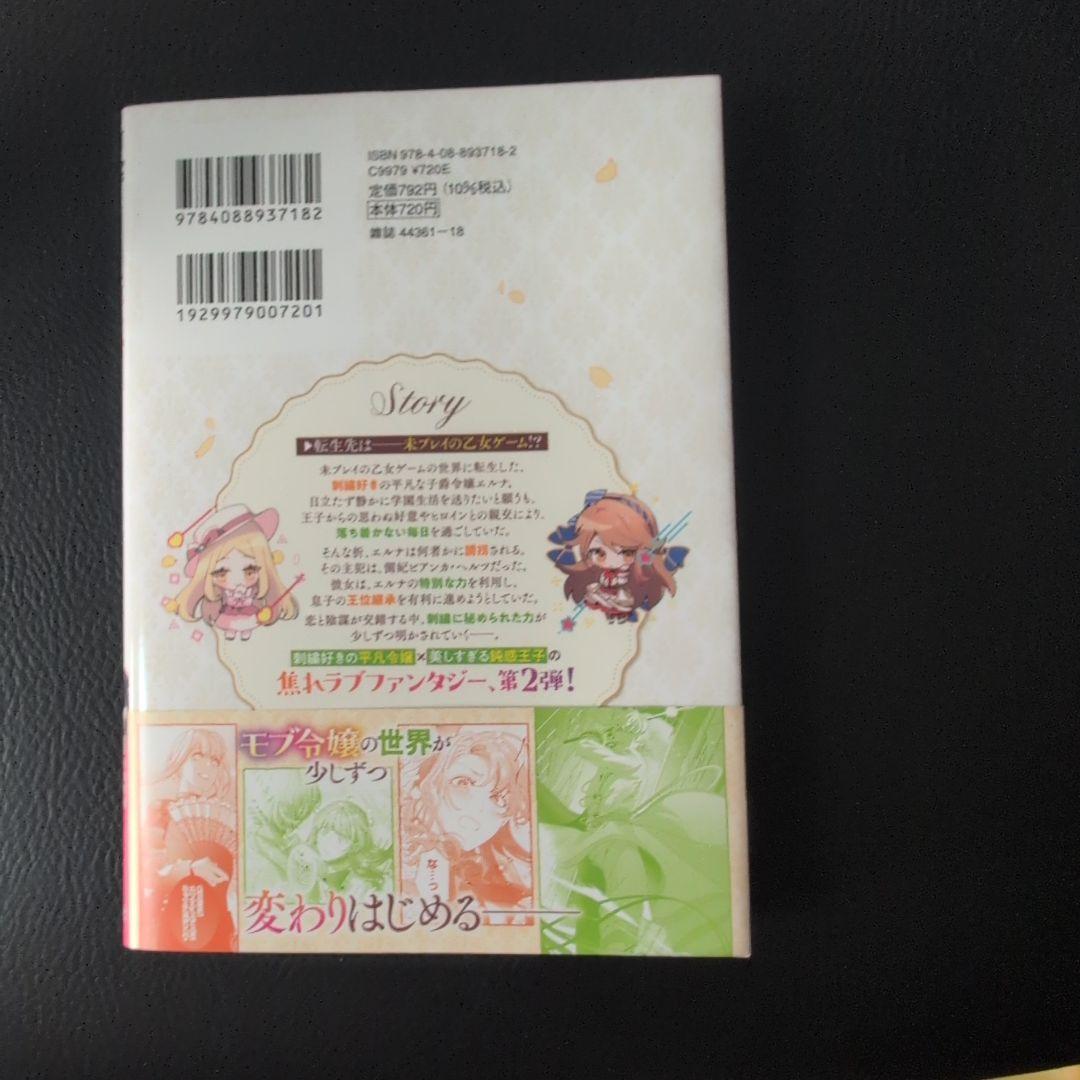 ISBN 978-4-08-893718-2
C9979 ¥720E
定価792円(10%税込)
本体720円
雑誌 44361-18
9784088937182
1929979007201
Story
▶転生先は――未プレイの乙女ゲーム!?
未プレイの乙女ゲームの世界に転生した、
刺繍好きの平凡な子爵令嬢エルナ。
目立たず静かに学園生活を送りたいと願うも、
王子からの思わぬ好意やヒロインとの親交により、
落ち着かない毎日を過ごしていた。
そんな折、エルナは何者かに誘拐される。
その主犯は、側妃ビアンカ・ヘルツだった。
彼女は、エルナの特別な力を利用し、
息子の王位継承を有利に進めようとしていた。
恋と陰謀が交錯する中、刺繍に秘められた力が
少しずつ明かされていく――。
刺繍好きの平凡令嬢×美しすぎる鈍感王子の
焦れラブファンタジー、第2弾!
モブ令嬢の世界が
少しずつ
な…っ
変わりはじめる――